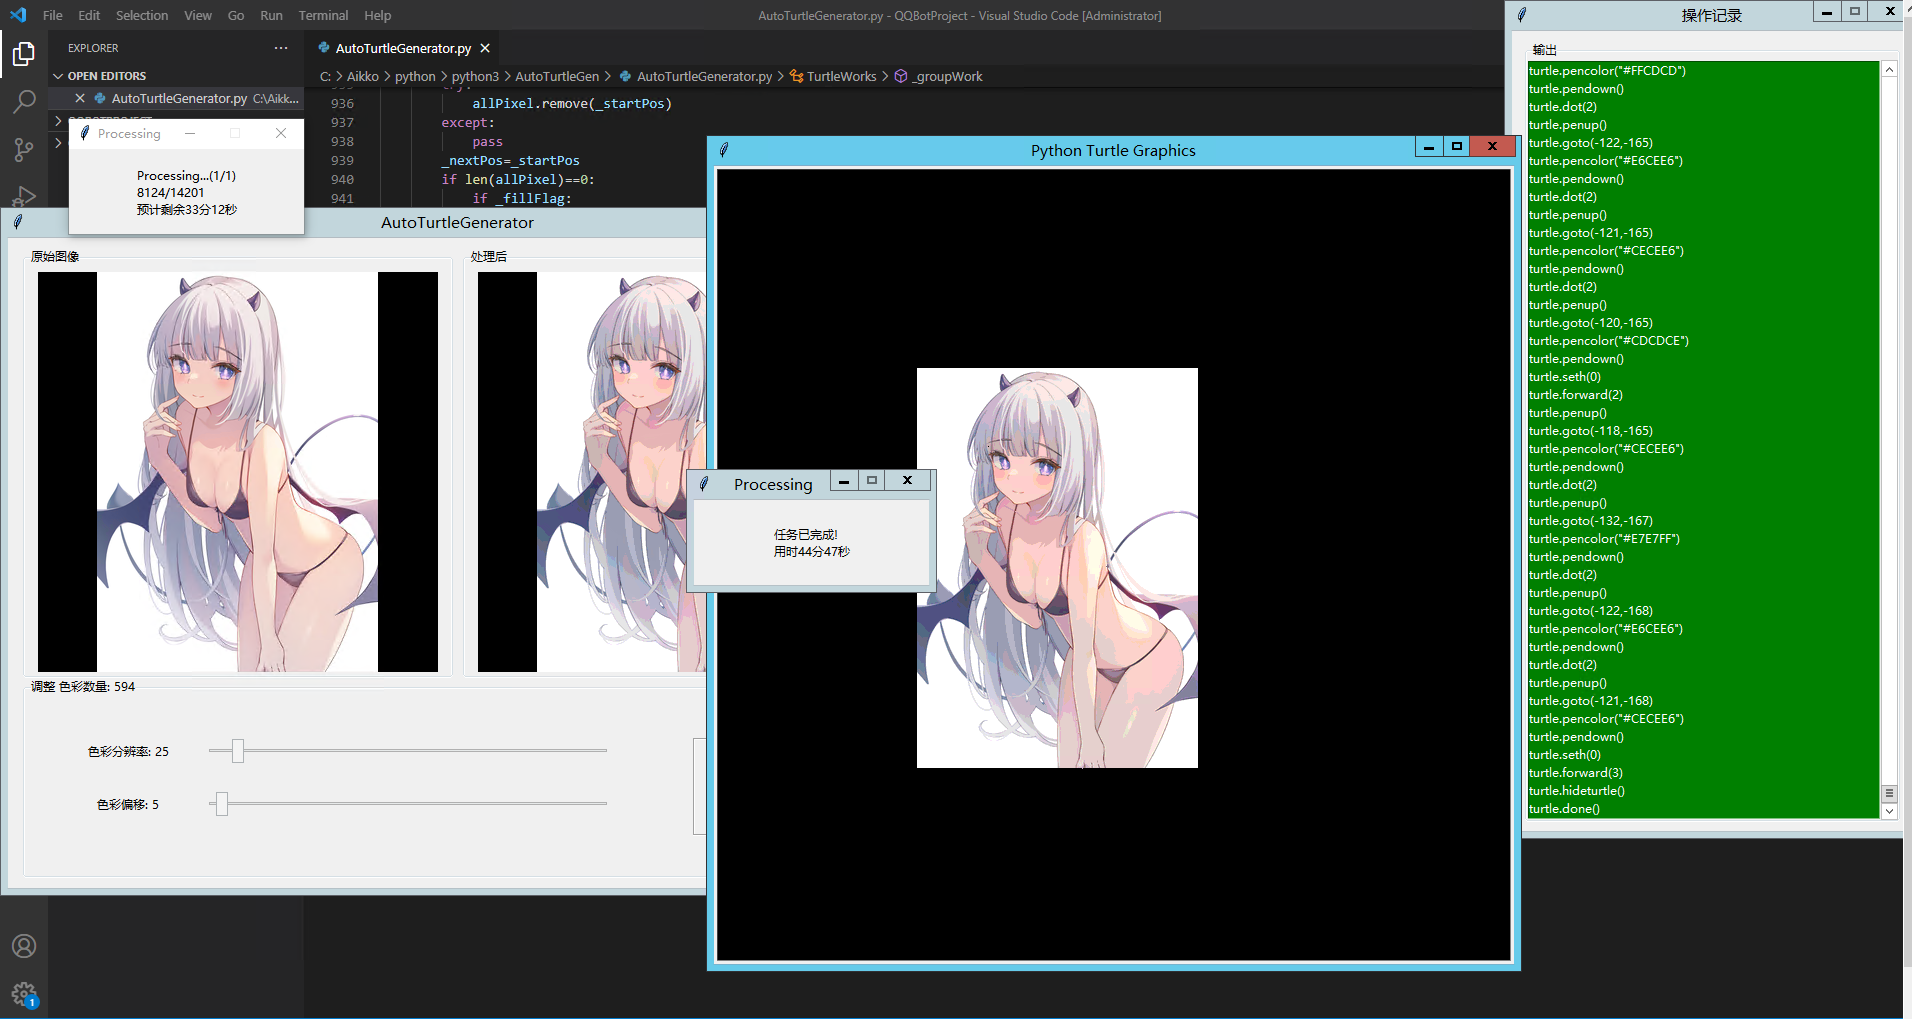 File Edit Selection View Go Run Terminal Help
AutoTurtleGenerator.py - QQBotProject - Visual Studio Code [Administrator]
EXPLORER
OPEN EDITORS
AutoTurtleGenerator.py C:\Aikk...
AutoTurtleGenerator.py
C: > Aikko > python > python3 > AutoTurtleGen > AutoTurtleGenerator.py > TurtleWorks > _groupWork
936 allPixel.remove(_startPos)
937 except:
938 pass
939 _nextPos=_startPos
940 if len(allPixel)==0:
941 if _fillFlag:
Processing
Processing...(1/1)
8124/14201
预计剩余33分12秒
AutoTurtleGenerator
原始图像
处理后
调整 色彩数量: 594
色彩分辨率: 25
色彩偏移: 5
Python Turtle Graphics
Processing
任务已完成!
用时44分47秒
操作记录
输出
turtle.pencolor("#FFCDCD")
turtle.pendown()
turtle.dot(2)
turtle.penup()
turtle.goto(-122,-165)
turtle.pencolor("#E6CEE6")
turtle.pendown()
turtle.dot(2)
turtle.penup()
turtle.goto(-121,-165)
turtle.pencolor("#CECEE6")
turtle.pendown()
turtle.dot(2)
turtle.penup()
turtle.goto(-120,-165)
turtle.pencolor("#CDCDCE")
turtle.pendown()
turtle.seth(0)
turtle.forward(2)
turtle.penup()
turtle.goto(-118,-165)
turtle.pencolor("#CECEE6")
turtle.pendown()
turtle.dot(2)
turtle.penup()
turtle.goto(-132,-167)
turtle.pencolor("#E7E7FF")
turtle.pendown()
turtle.dot(2)
turtle.penup()
turtle.goto(-122,-168)
turtle.pencolor("#E6CEE6")
turtle.pendown()
turtle.dot(2)
turtle.penup()
turtle.goto(-121,-168)
turtle.pencolor("#CECEE6")
turtle.pendown()
turtle.seth(0)
turtle.forward(3)
turtle.hideturtle()
turtle.done()
1